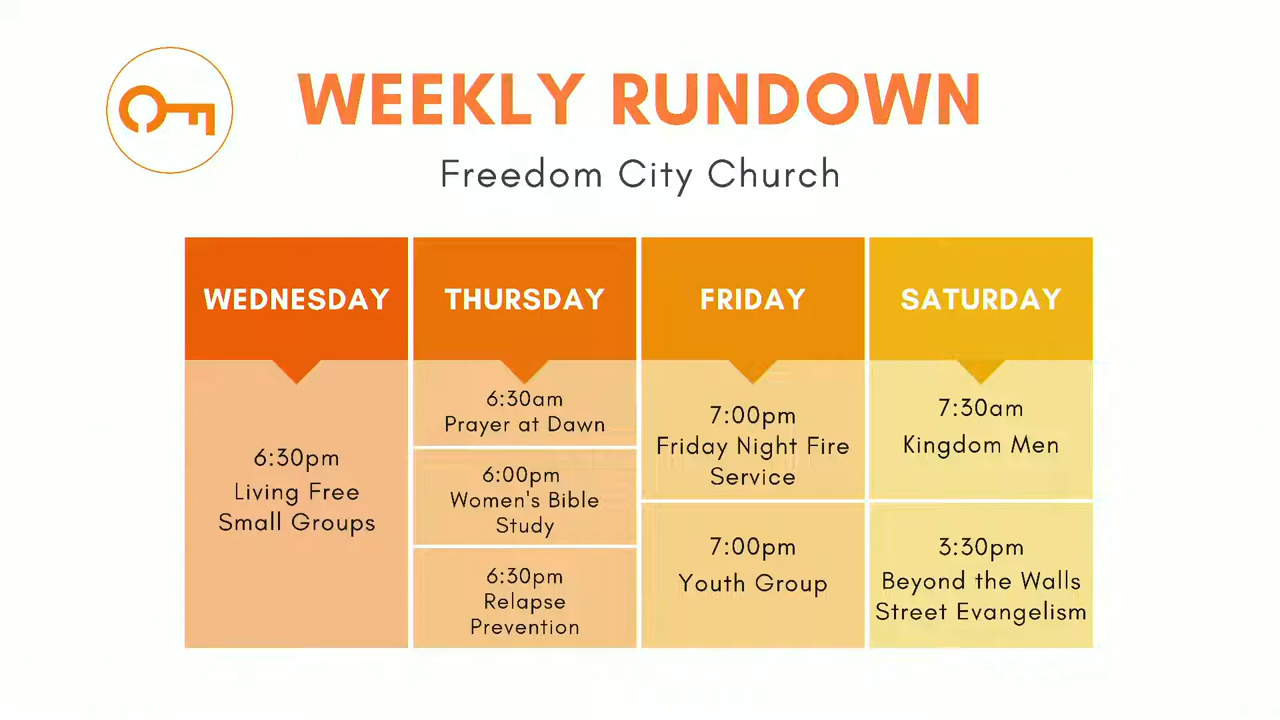 WEEKLY RUNDOWN
Freedom City Church
WEDNESDAY
6:30pm
Living Free
Small Groups
THURSDAY
6:30am
Prayer at Dawn
6:00pm
Women's Bible
Study
6:30pm
Relapse
Prevention
FRIDAY
7:00pm
Friday Night Fire
Service
7:00pm
Youth Group
SATURDAY
7:30am
Kingdom Men
3:30pm
Beyond the Walls
Street Evangelism